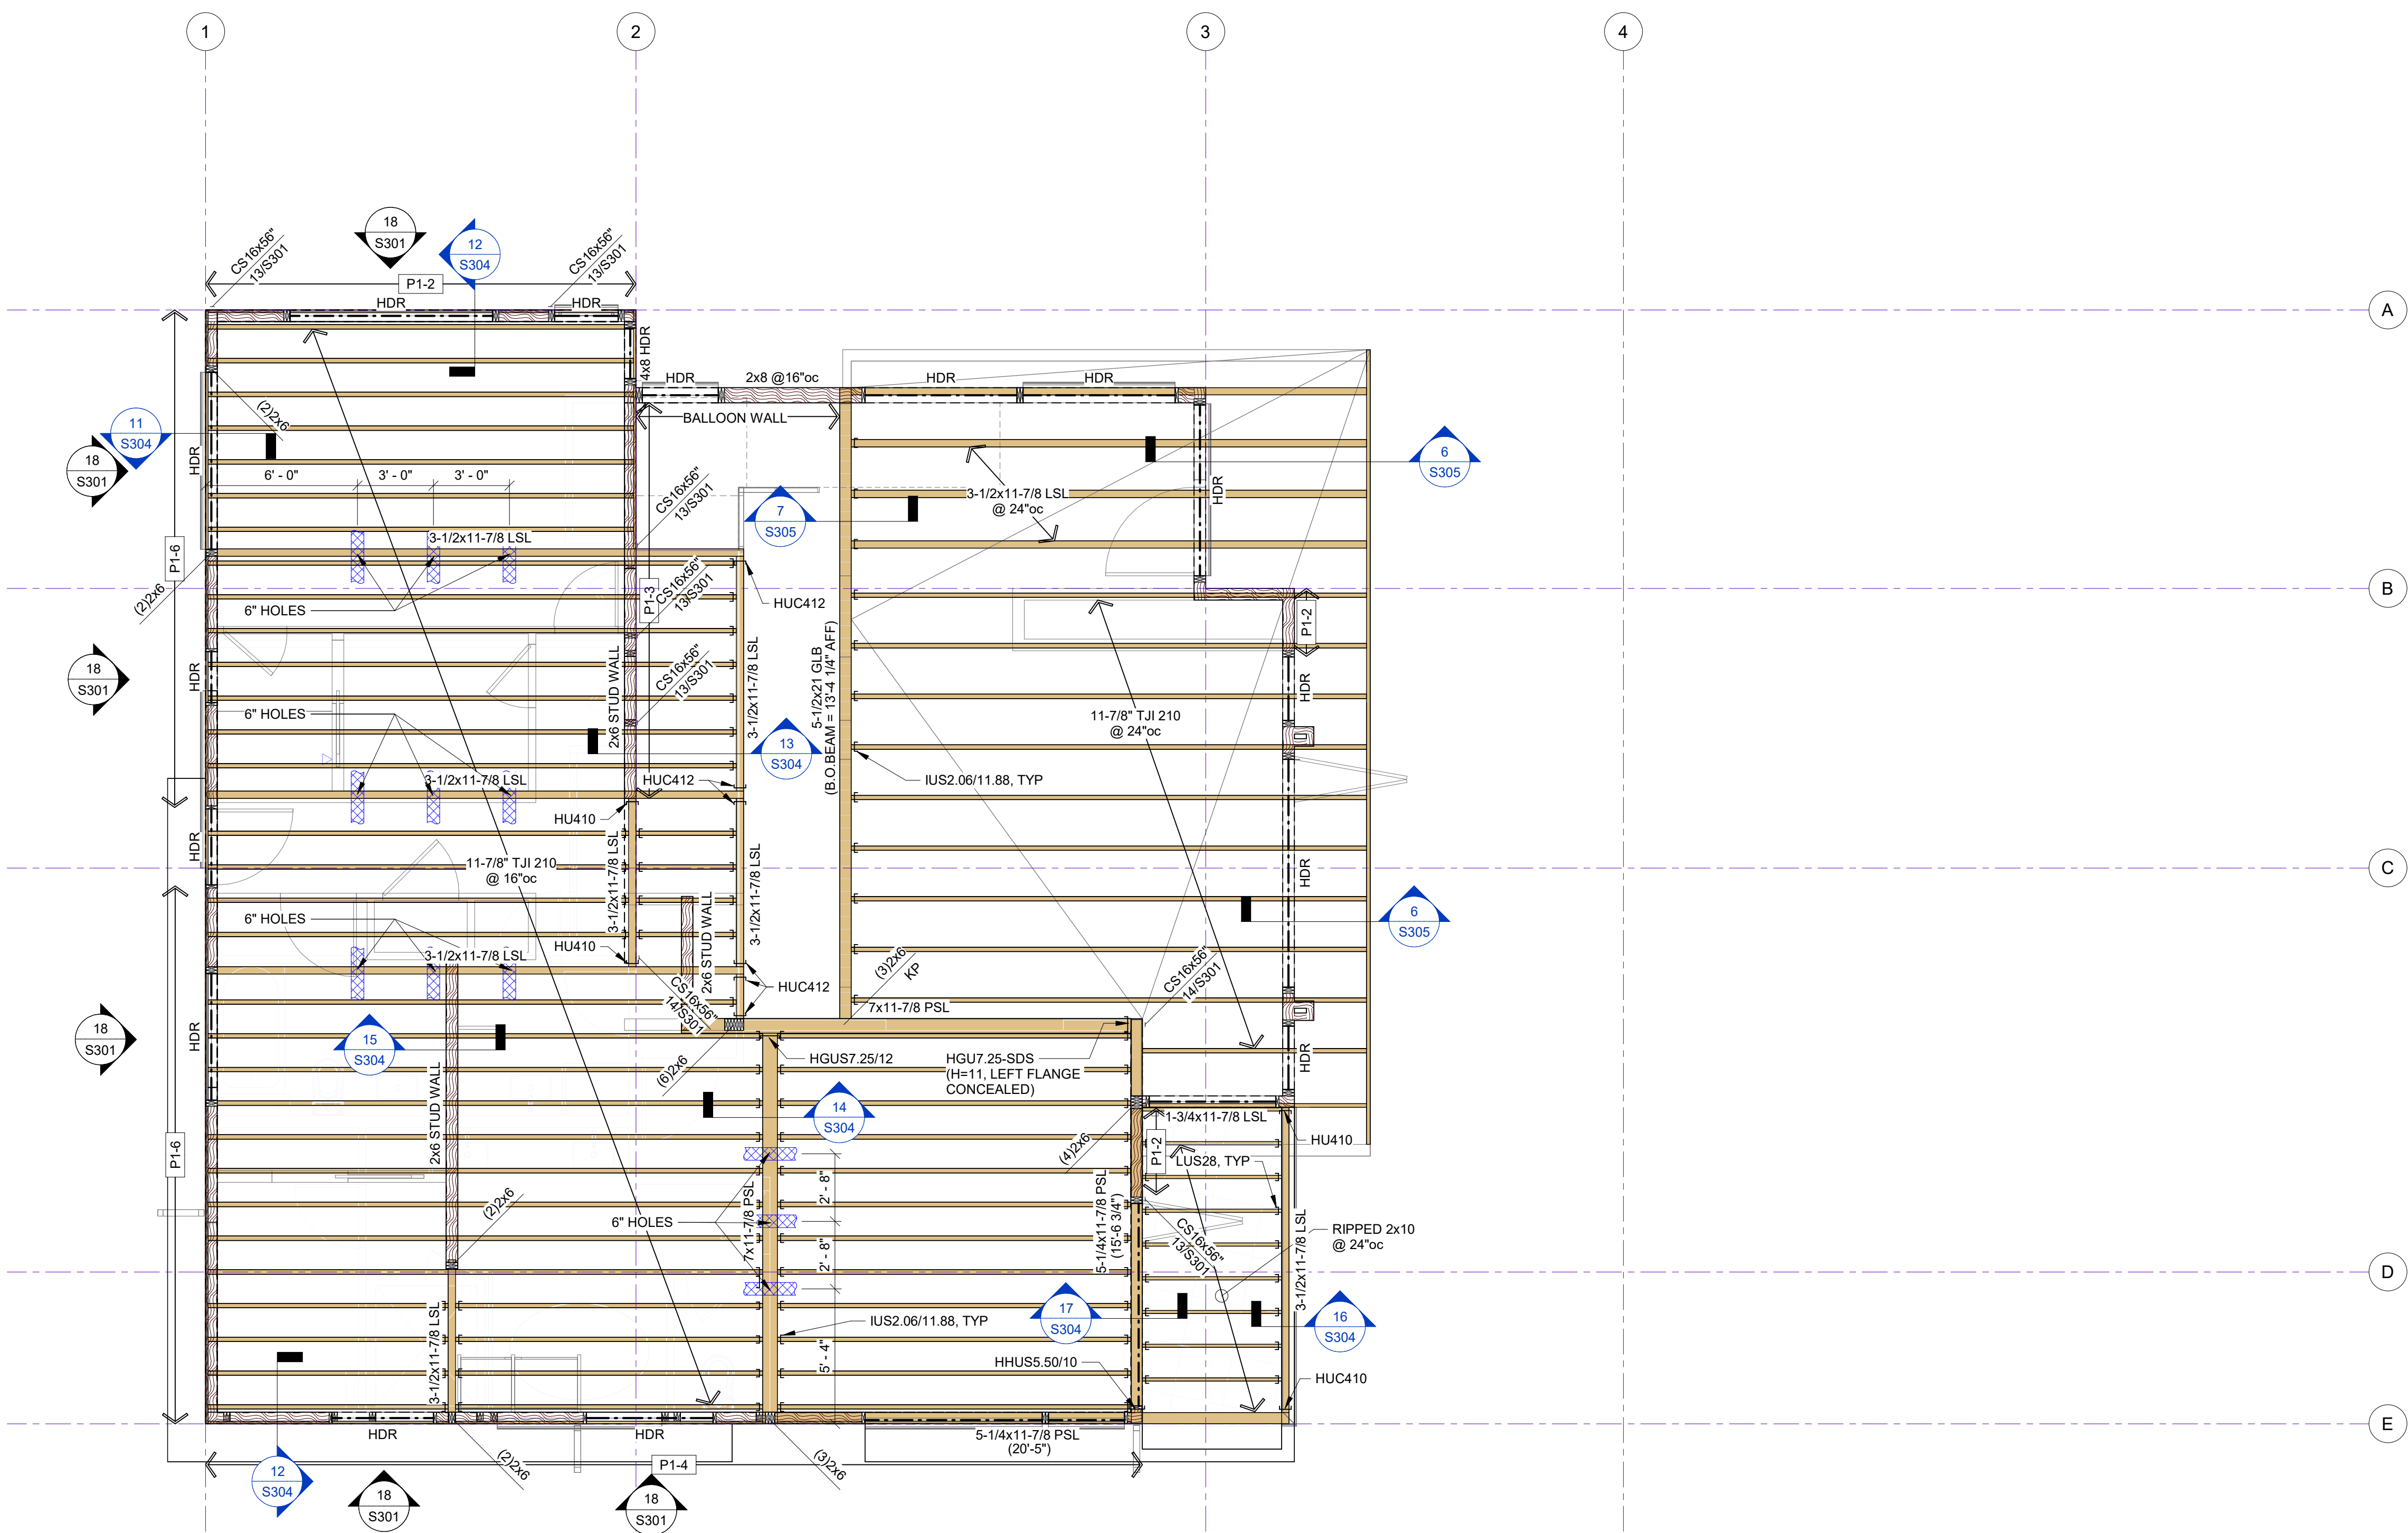 1
2
3
4
18
S301
12
S304
CS16x56"
13/S301
CS16x56"
13/S301
P1-2
HDR
HDR
A
4x8 HDR
HDR
2x8 @16"oc
HDR
HDR
BALLOON WALL
(2)2x6
11
S304
HDR
18
S301
6' - 0"
3' - 0"
3' - 0"
6
S305
CS16x56"
13/S301
3-1/2x11-7/8 LSL
@ 24"oc
HDR
7
S305
3-1/2x11-7/8 LSL
P1-6
(2)2x6
6" HOLES
P1-3
CS16x56"
13/S301
HUC412
B
P1-2
18
S301
HDR
2x6 STUD WALL
CS16x56"
13/S301
3-1/2x11-7/8 LSL
5-1/2x21 GLB
(B.O.BEAM = 13'-4 1/4" AFF)
HDR
6" HOLES
11-7/8" TJI 210
@ 24"oc
13
S304
3-1/2x11-7/8 LSL
HUC412
IUS2.06/11.88, TYP
HU410
HDR
11-7/8" TJI 210
@ 16"oc
3-1/2x11-7/8 LSL
3-1/2x11-7/8 LSL
HDR
C
6" HOLES
2x6 STUD WALL
6
S305
HU410
3-1/2x11-7/8 LSL
(3)2x6
KP
CS16x56"
14/S301
CS16x56"
14/S301
HUC412
7x11-7/8 PSL
18
S301
HDR
15
S304
(6)2x6
HGUS7.25/12
HGU7.25-SDS
(H=11, LEFT FLANGE
CONCEALED)
HDR
14
S304
1-3/4x11-7/8 LSL
2x6 STUD WALL
(4)2x6
P1-2
HU410
P1-6
LUS28, TYP
2' - 8"
(2)2x6
6" HOLES
7x11-7/8 PSL
2' - 8"
5-1/4x11-7/8 PSL
(15'-6 3/4")
CS16x56"
13/S301
3-1/2x11-7/8 LSL
RIPPED 2x10
@ 24"oc
D
17
S304
16
S304
IUS2.06/11.88, TYP
3-1/2x11-7/8 LSL
5' - 4"
HHUS5.50/10
HUC410
E
HDR
HDR
5-1/4x11-7/8 PSL
(20'-5")
(2)2x6
P1-4
(3)2x6
12
S304
18
S301
18
S301